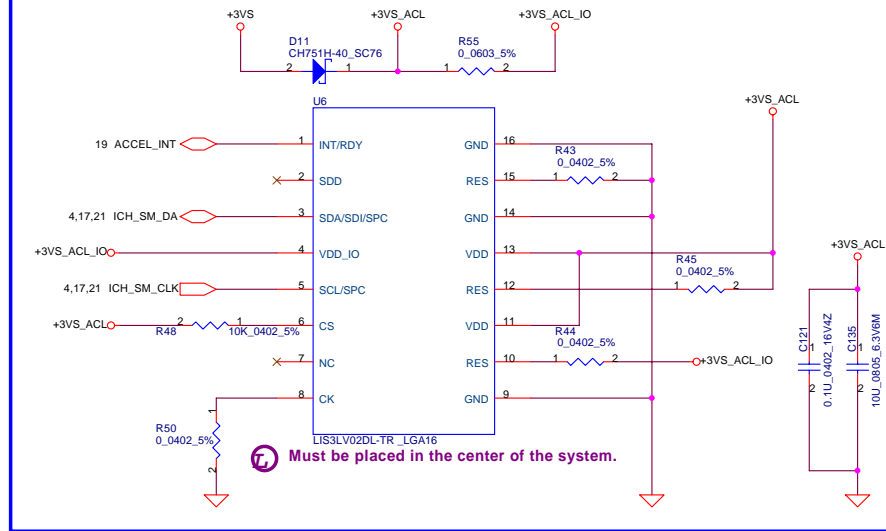 +3VS
+3VS_ACL
+3VS_ACL_IO
D11
CH751H-40_SC76
2
1
R55
0_0603_5%
1
2
U6
LIS3LV02DL-TR _LGA16
19 ACCEL_INT
1
INT/RDY
2
SDD
4,17,21 ICH_SM_DA
3
SDA/SDI/SPC
+3VS_ACL_IO
4
VDD_IO
4,17,21 ICH_SM_CLK
5
SCL/SPC
+3VS_ACL
2
1
R48
10K_0402_5%
6
CS
7
NC
8
CK
R50
0_0402_5%
1
2
GND
16
RES
15
R43
0_0402_5%
1
2
GND
14
VDD
13
RES
12
R45
0_0402_5%
1
2
VDD
11
RES
10
R44
0_0402_5%
1
2
+3VS_ACL_IO
GND
9
+3VS_ACL
+3VS_ACL
C121
0.1U_0402_16V4Z
1
2
C135
10U_0805_6.3V6M
1
2
L Must be placed in the center of the system.